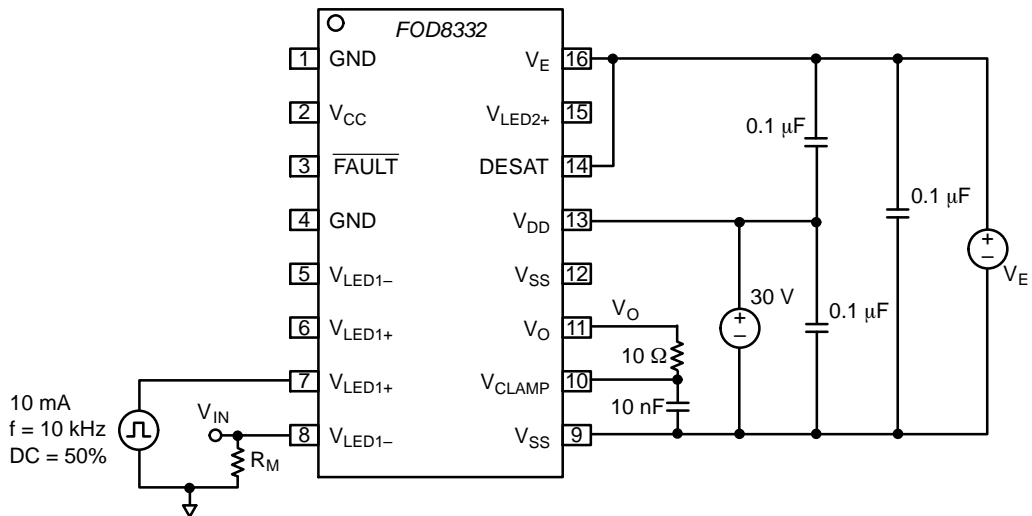 FOD8332
1 GND
2 VCC
3 FAULT
4 GND
5 VLED1–
6 VLED1+
7 VLED1+
8 VLED1–
VE 16
VLED2+ 15
DESAT 14
VDD 13
VSS 12
VO 11
VCLAMP 10
VSS 9
10 mA
f = 10 kHz
DC = 50%
VIN
RM
VO
10 Ω
10 nF
30 V
+
–
0.1 μF
0.1 μF
0.1 μF
+
–
VE